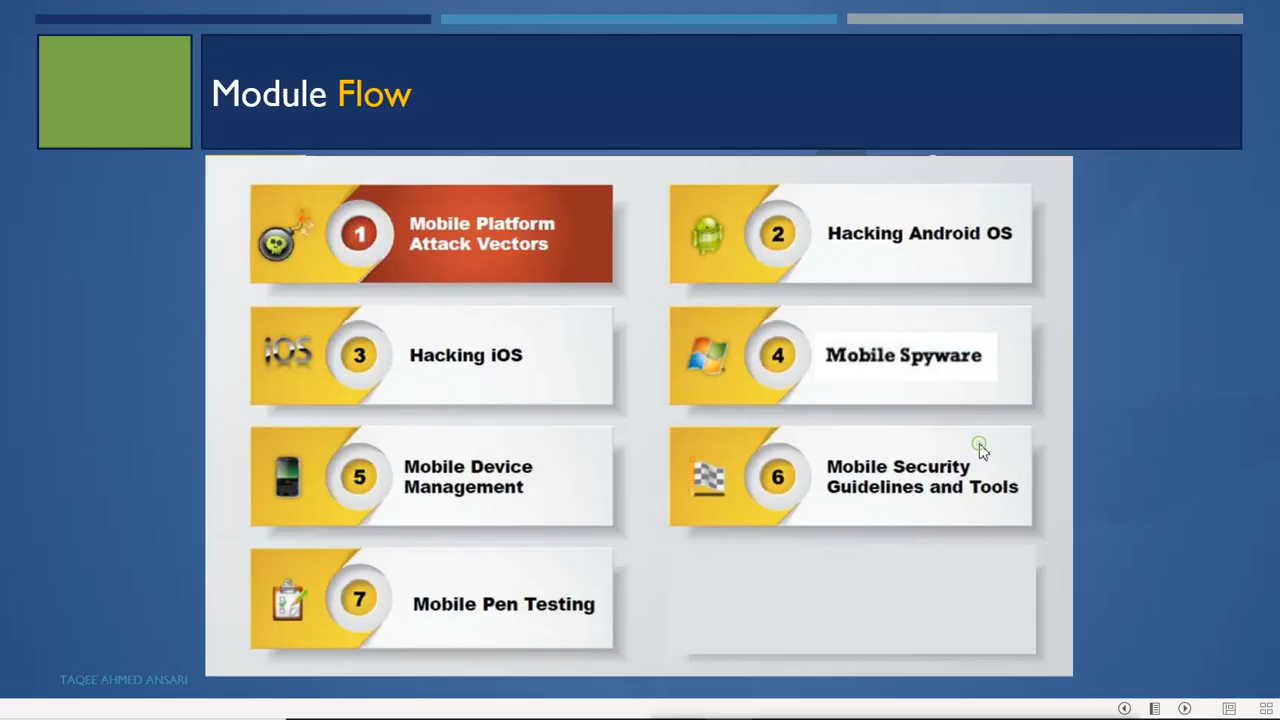 Module Flow
1
Mobile Platform
Attack Vectors
2
Hacking Android OS
iOS
3
Hacking iOS
4
Mobile Spyware
5
Mobile Device
Management
6
Mobile Security
Guidelines and Tools
7
Mobile Pen Testing
TAQEE AHMED ANSARI